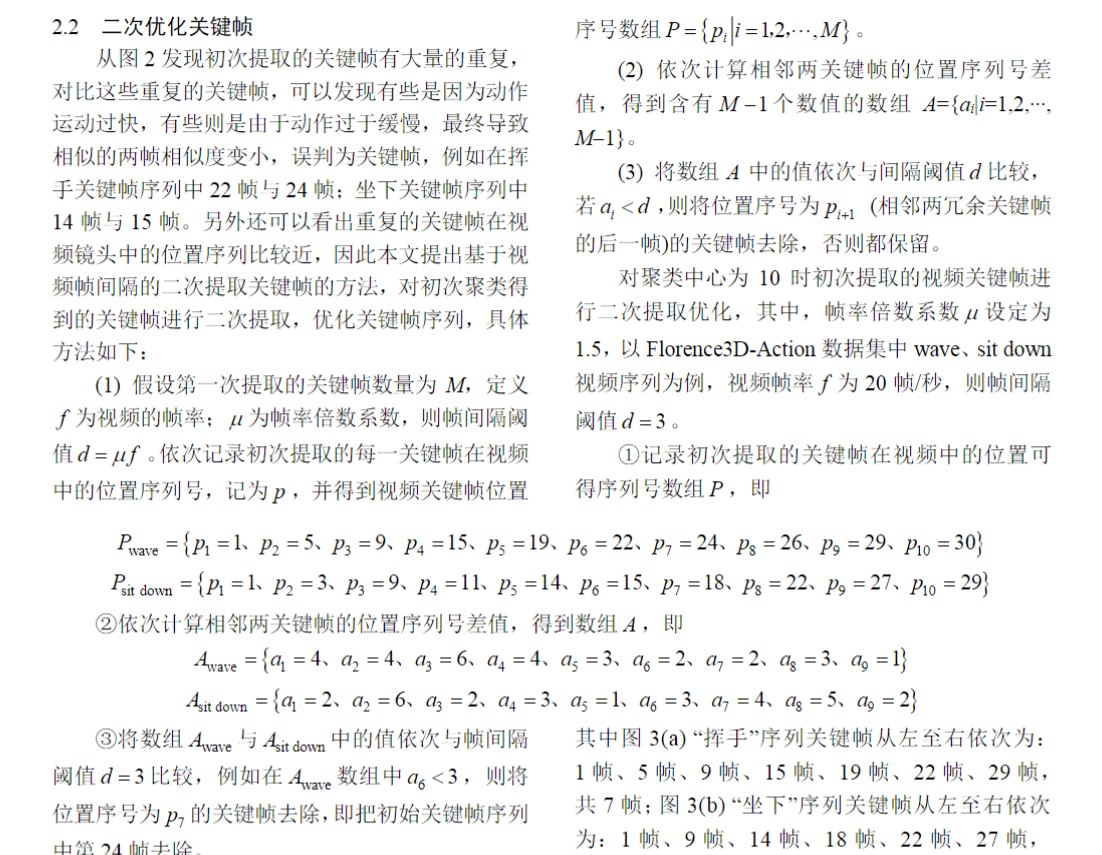 2.2 二次优化关键帧
从图 2 发现初次提取的关键帧有大量的重复，
对比这些重复的关键帧，可以发现有些是因为动作
运动过快，有些则是由于动作过于缓慢，最终导致
相似的两帧相似度变小，误判为关键帧，例如在挥
手关键帧序列中 22 帧与 24 帧；坐下关键帧序列中
14 帧与 15 帧。另外还可以看出重复的关键帧在视
频镜头中的位置序列比较近，因此本文提出基于视
频帧间隔的二次提取关键帧的方法，对初次聚类得
到的关键帧进行二次提取，优化关键帧序列，具体
方法如下：
(1) 假设第一次提取的关键帧数量为 M，定义
f 为视频的帧率；μ 为帧率倍数系数，则帧间隔阈
值 d = μf 。依次记录初次提取的每一关键帧在视频
中的位置序列号，记为 p ，并得到视频关键帧位置
序号数组 P = {p_i|i = 1,2,⋯,M} 。
(2) 依次计算相邻两关键帧的位置序列号差
值，得到含有 M −1 个数值的数组 A={a_i|i=1,2,⋯,
M−1}。
(3) 将数组 A 中的值依次与间隔阈值 d 比较，
若 a_i < d ,则将位置序号为 p_{i+1} (相邻两冗余关键帧
的后一帧)的关键帧去除，否则都保留。
对聚类中心为 10 时初次提取的视频关键帧进
行二次提取优化，其中，帧率倍数系数 μ 设定为
1.5，以 Florence3D-Action 数据集中 wave、sit down
视频序列为例，视频帧率 f 为 20 帧/秒，则帧间隔
阈值 d = 3 。
①记录初次提取的关键帧在视频中的位置可
得序列号数组 P ，即
P_wave = {p_1 = 1、p_2 = 5、p_3 = 9、p_4 = 15、p_5 = 19、p_6 = 22、p_7 = 24、p_8 = 26、p_9 = 29、p_10 = 30}
P_sit down = {p_1 = 1、p_2 = 3、p_3 = 9、p_4 = 11、p_5 = 14、p_6 = 15、p_7 = 18、p_8 = 22、p_9 = 27、p_10 = 29}
②依次计算相邻两关键帧的位置序列号差值，得到数组 A ，即
A_wave = {a_1 = 4、a_2 = 4、a_3 = 6、a_4 = 4、a_5 = 3、a_6 = 2、a_7 = 2、a_8 = 3、a_9 = 1}
A_sit down = {a_1 = 2、a_2 = 6、a_3 = 2、a_4 = 3、a_5 = 1、a_6 = 3、a_7 = 4、a_8 = 5、a_9 = 2}
③将数组 A_wave 与 A_sit down 中的值依次与帧间隔
阈值 d = 3 比较，例如在 A_wave 数组中 a_6 < 3 ，则将
位置序号为 p_7 的关键帧去除，即把初始关键帧序列
中第 24 帧去除。
其中图 3(a) “挥手”序列关键帧从左至右依次为：
1 帧、5 帧、9 帧、15 帧、19 帧、22 帧、29 帧，
共 7 帧；图 3(b) “坐下”序列关键帧从左至右依次
为：1 帧、9 帧、14 帧、18 帧、22 帧、27 帧，